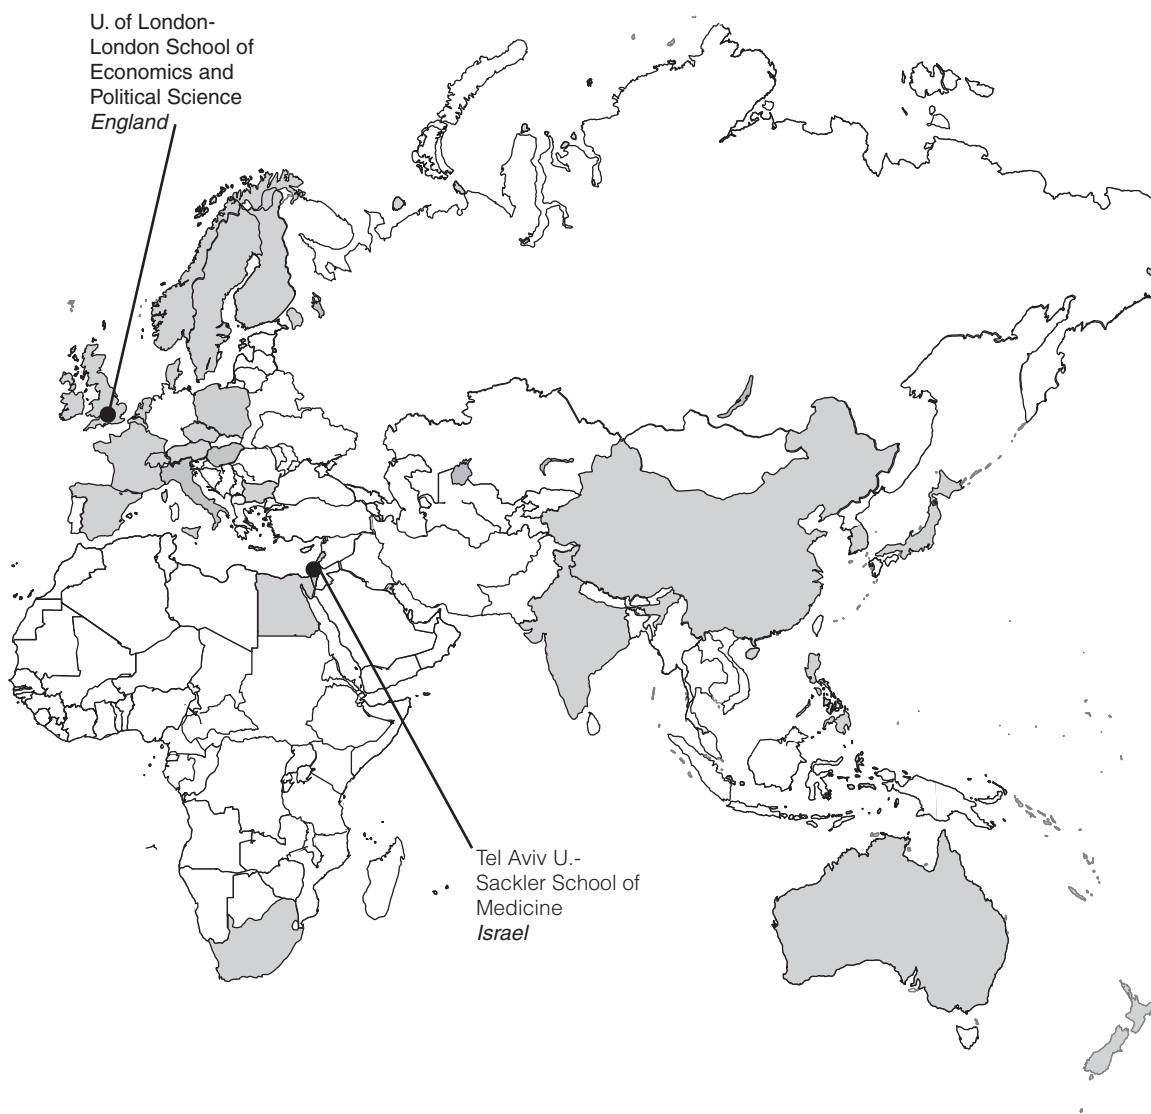 U. of London-
London School of
Economics and
Political Science
England
Tel Aviv U.-
Sackler School of
Medicine
Israel